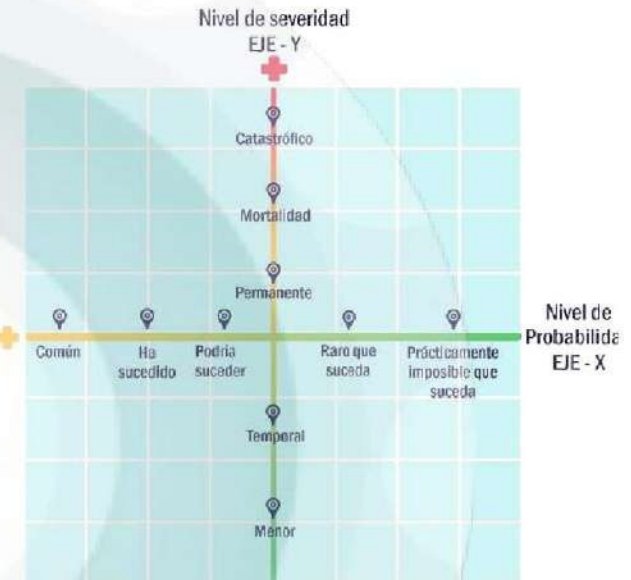 Nivel de severidad
EJE - Y
Catastrófico
Mortalidad
Permanente
Común
Ha
sucedido
Podría
suceder
Raro que
suceda
Prácticamente
imposible que
suceda
Nivel de
Probabilida
EJE - X
Temporal
Menor